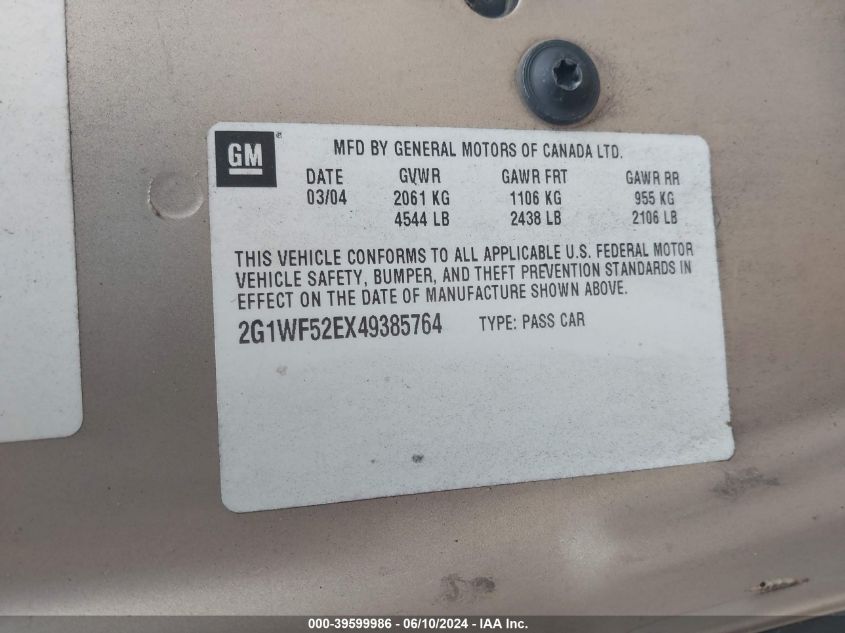 GM ®
MFD BY GENERAL MOTORS OF CANADA LTD.
DATE GVWR GAWR FRT GAWR RR
03/04 2061 KG 1106 KG 955 KG
4544 LB 2438 LB 2106 LB
THIS VEHICLE CONFORMS TO ALL APPLICABLE U.S. FEDERAL MOTOR
VEHICLE SAFETY, BUMPER, AND THEFT PREVENTION STANDARDS IN
EFFECT ON THE DATE OF MANUFACTURE SHOWN ABOVE.
2G1WF52EX49385764 TYPE: PASS CAR
000-39599986 - 06/10/2024 - IAA Inc.